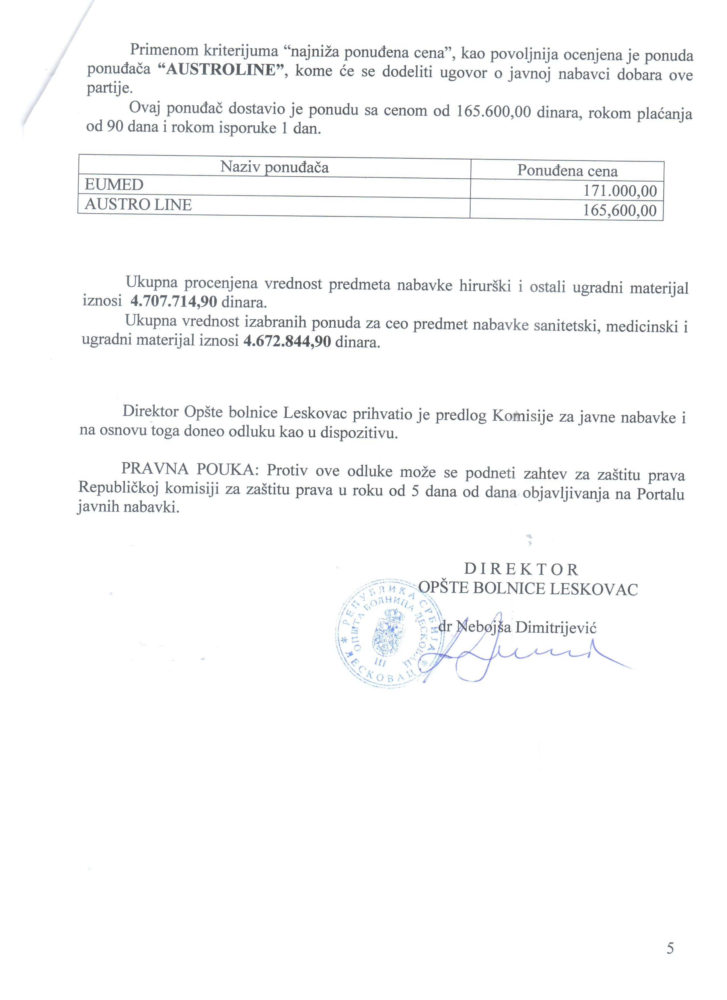 Primenom kriterijuma “najniža ponuđena cena”, kao povoljnija ocenjena je ponuda
ponuđača “AUSTROLINE”, kome će se dodeliti ugovor o javnoj nabavci dobara ove
partije.
Ovaj ponuđač dostavio je ponudu sa cenom od 165.600,00 dinara, rokom plaćanja
od 90 dana i rokom isporuke 1 dan.
Naziv ponuđača Ponuđena cena
EUMED 171.000,00
AUSTRO LINE 165,600,00
Ukupna procenjena vrednost predmeta nabavke hirurški i ostali ugradni materijal
iznosi 4.707.714,90 dinara.
Ukupna vrednost izabranih ponuda za ceo predmet nabavke sanitetski, medicinski i
ugradni materijal iznosi 4.672.844,90 dinara.
Direktor Opšte bolnice Leskovac prihvatio je predlog Komisije za javne nabavke i
na osnovu toga doneo odluku kao u dispozitivu.
PRAVNA POUKA: Protiv ove odluke može se podneti zahtev za zaštitu prava
Republičkoj komisiji za zaštitu prava u roku od 5 dana od dana objavljivanja na Portalu
javnih nabavki.
D I R E K T O R
OPŠTE BOLNICE LESKOVAC
dr Nebojša Dimitrijević
РЕПУБЛИКА СРБИЈА
ОПШТА БОЛНИЦА ЛЕСКОВАЦ
III
ЛЕСКОВАЦ
5